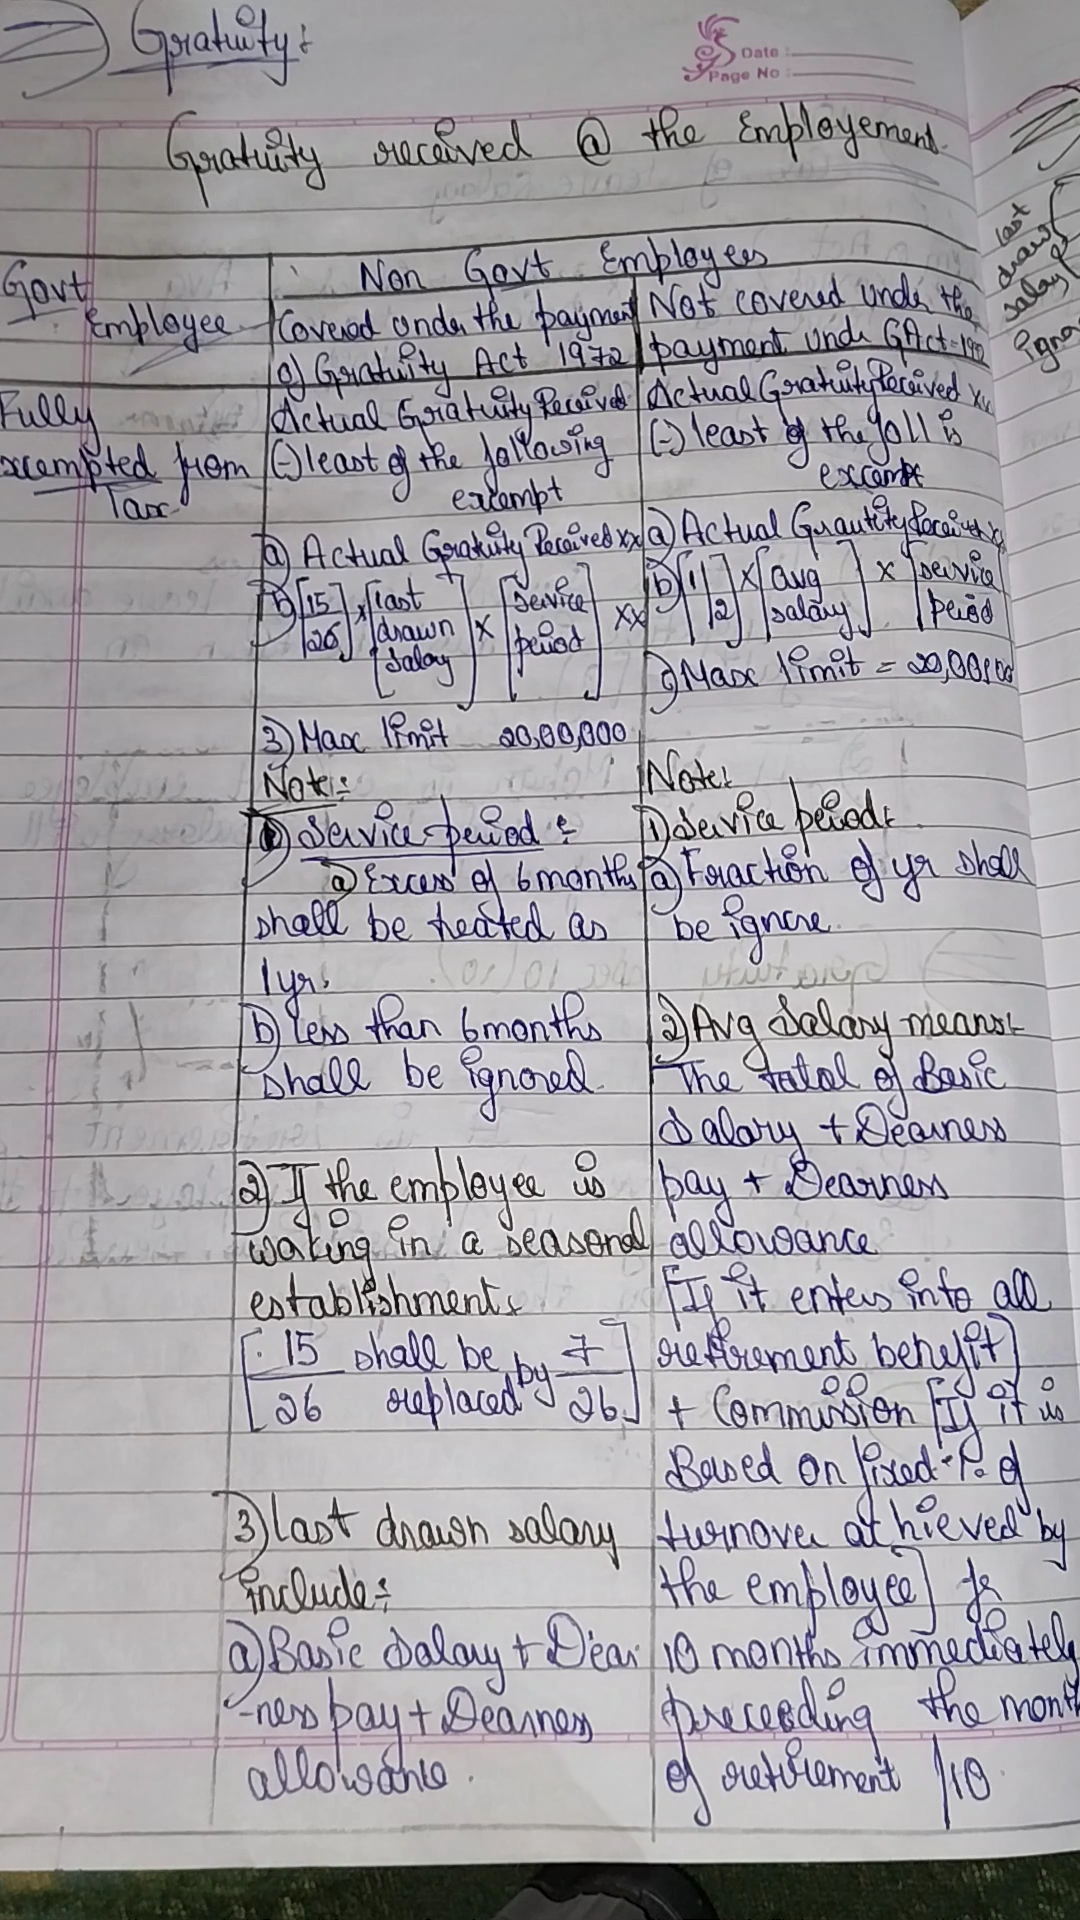 Gratuity:
Date :
Page No :
Gratuity received @ the Employement.
Govt
Employee
Non Govt Employees
Covered under the payment
of Gratuity Act 1972
Not covered under the
payment unde GAct=192
Fully
excempted from
Tax
Actual Gratuity Received
(-) least of the following
exempt
a) Actual Gratuity Received xx
b) [15/26] x [last drawn salary] x [service period] xx
3) Max limit 20,00,000
Note:
1) Service period :
a) Excess of 6 months
shall be treated as
1yr.
b) less than 6 months
shall be ignored.
2) If the employee is
woking in a seasonal
establishment.
[15/26 shall be replaced by 7/26]
3) last drawn salary
include:
a) Basic Salary + Dear
-ness pay + Dearness
allowance.
Actual Gratuity Received xx
(-) least of the foll is
excempt
a) Actual Grautity Received xx
b) [1/2] x [avg salary] x [service period]
c) Max limit = 20,00,000
Note:
1) Service period:
a) Fraction of yr shall
be ignore.
2) Avg Salary means:
The total of Basic
Salary + Dearness
pay + Dearness
allowance
[If it enters into all
retirement benefit]
+ Commission [If it is
Based on fixed % of
turnover achieved by
the employee] for
10 months immediately
preceeding the month
of retirement /10.
last
drawn
salary